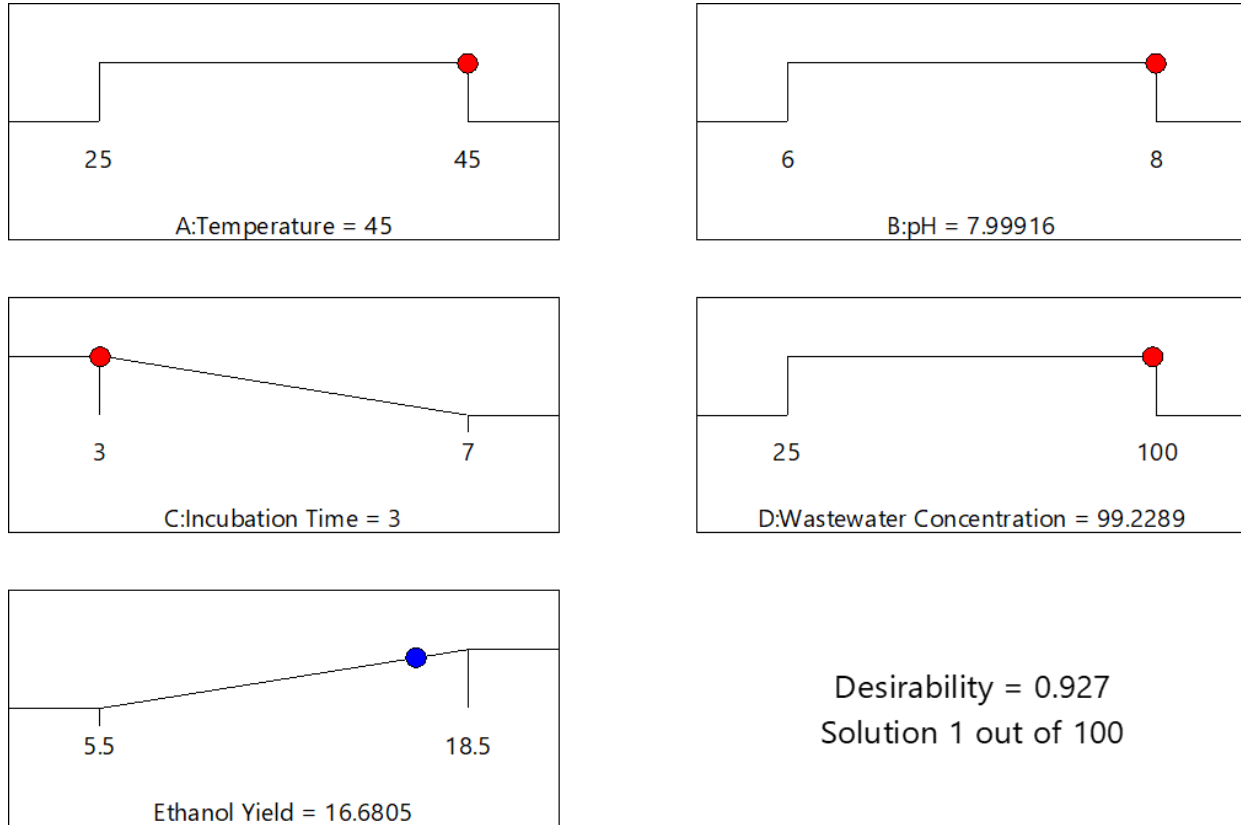 25
45
A:Temperature = 45
6
8
B:pH = 7.99916
3
7
C:Incubation Time = 3
25
100
D:Wastewater Concentration = 99.2289
5.5
18.5
Ethanol Yield = 16.6805
Desirability = 0.927
Solution 1 out of 100